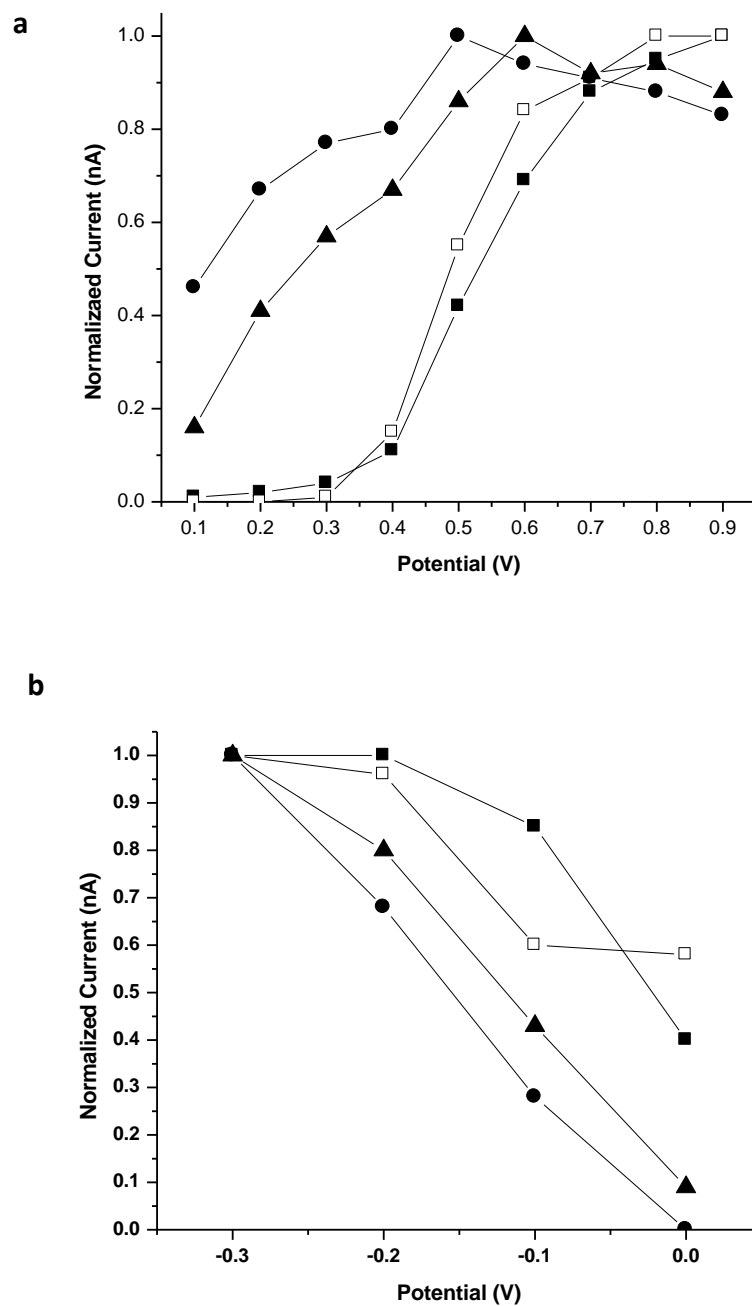 a
1.0
0.8
0.6
0.4
0.2
0.0
Normalizaed Current (nA)
0.1 0.2 0.3 0.4 0.5 0.6 0.7 0.8 0.9
Potential (V)
b
1.0
0.9
0.8
0.7
0.6
0.5
0.4
0.3
0.2
0.1
0.0
Normalized Current (nA)
-0.3 -0.2 -0.1 0.0
Potential (V)